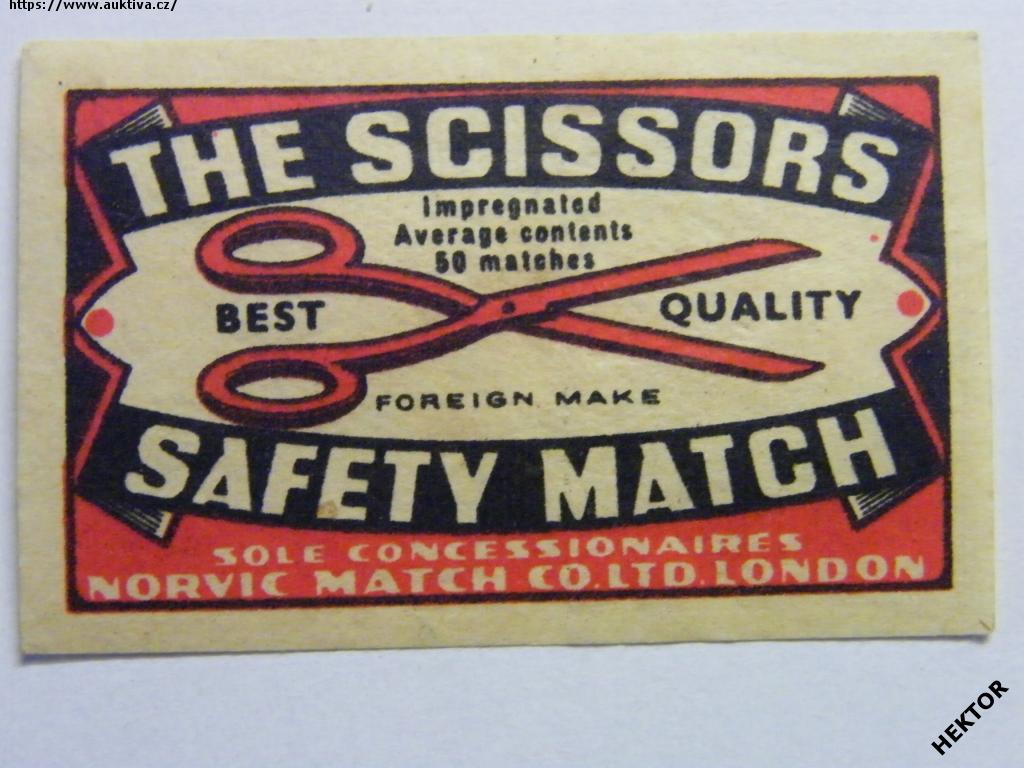 https://www.auktiva.cz/
THE SCISSORS
Impregnated
Average contents
50 matches
BEST QUALITY
FOREIGN MAKE
SAFETY MATCH
SOLE CONCESSIONAIRES
NORVIC MATCH CO. LTD. LONDON
HEKTOR